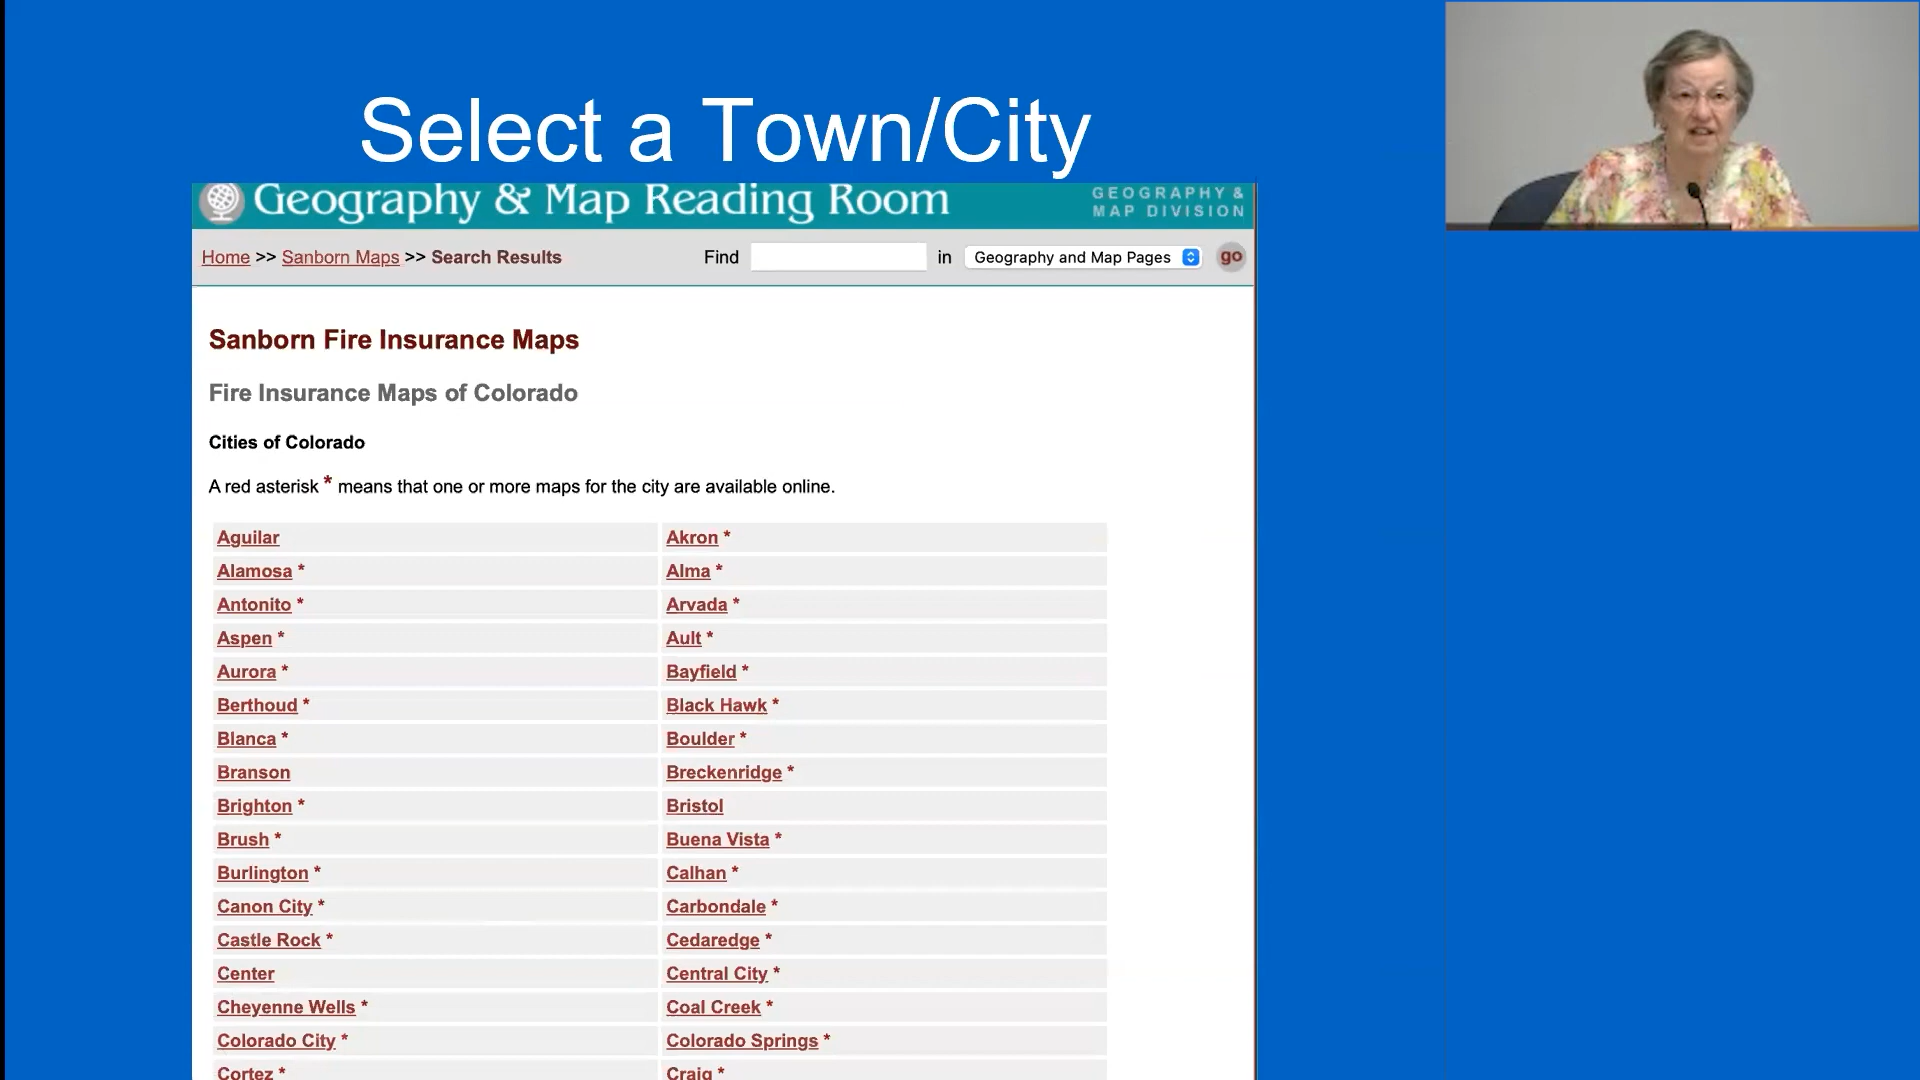 Select a Town/City
Geography & Map Reading Room
GEOGRAPHY &
MAP DIVISION
Home >> Sanborn Maps >> Search Results
Find in Geography and Map Pages go
Sanborn Fire Insurance Maps
Fire Insurance Maps of Colorado
Cities of Colorado
A red asterisk * means that one or more maps for the city are available online.
Aguilar Akron *
Alamosa * Alma *
Antonito * Arvada *
Aspen * Ault *
Aurora * Bayfield *
Berthoud * Black Hawk *
Blanca * Boulder *
Branson Breckenridge *
Brighton * Bristol
Brush * Buena Vista *
Burlington * Calhan *
Canon City * Carbondale *
Castle Rock * Cedaredge *
Center Central City *
Cheyenne Wells * Coal Creek *
Colorado City * Colorado Springs *
Cortez * Craig *